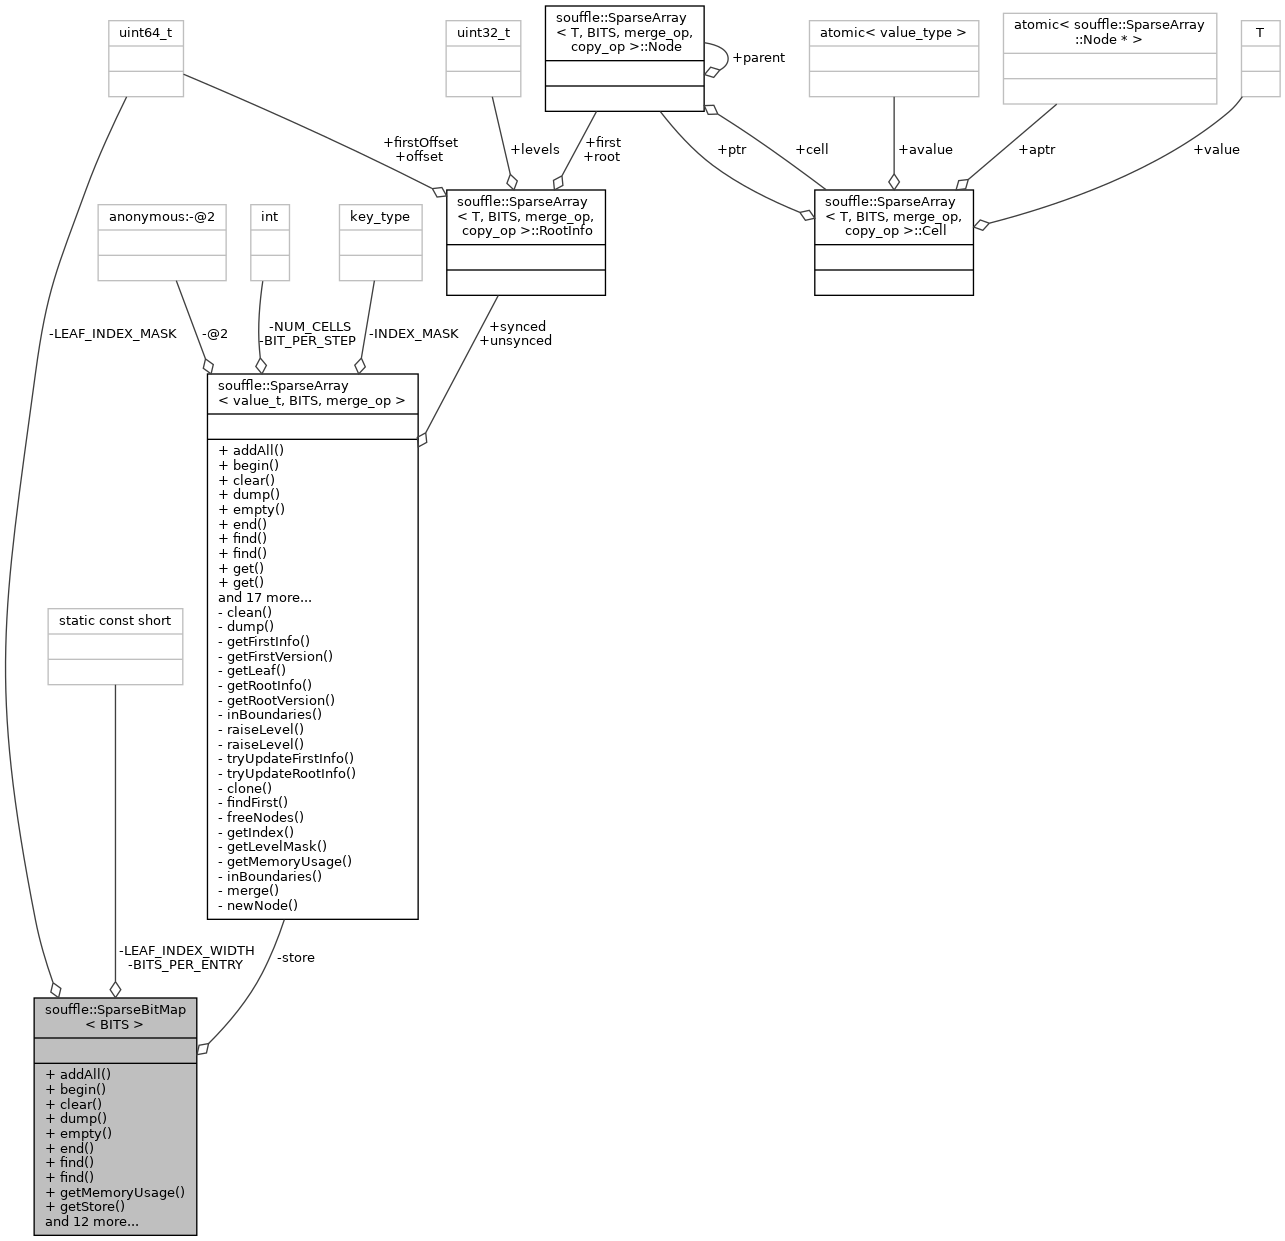 uint64_t
uint32_t
souffle::SparseArray
< T, BITS, merge_op,
copy_op >::Node
atomic< value_type >
atomic< souffle::SparseArray
::Node * >
T
+parent
+firstOffset
+offset
+levels
+first
+root
+ptr
+cell
+avalue
+aptr
+value
anonymous:-@2
int
key_type
souffle::SparseArray
< T, BITS, merge_op,
copy_op >::RootInfo
souffle::SparseArray
< T, BITS, merge_op,
copy_op >::Cell
-LEAF_INDEX_MASK
-@2
-NUM_CELLS
-BIT_PER_STEP
-INDEX_MASK
+synced
+unsynced
souffle::SparseArray
< value_t, BITS, merge_op >
+ addAll()
+ begin()
+ clear()
+ dump()
+ empty()
+ end()
+ find()
+ find()
+ get()
+ get()
and 17 more...
- clean()
- dump()
- getFirstInfo()
- getFirstVersion()
- getLeaf()
- getRootInfo()
- getRootVersion()
- inBoundaries()
- raiseLevel()
- raiseLevel()
- tryUpdateFirstInfo()
- tryUpdateRootInfo()
- clone()
- findFirst()
- freeNodes()
- getIndex()
- getLevelMask()
- getMemoryUsage()
- inBoundaries()
- merge()
- newNode()
static const short
-LEAF_INDEX_WIDTH
-BITS_PER_ENTRY
-store
souffle::SparseBitMap
< BITS >
+ addAll()
+ begin()
+ clear()
+ dump()
+ empty()
+ end()
+ find()
+ find()
+ getMemoryUsage()
+ getStore()
and 12 more...